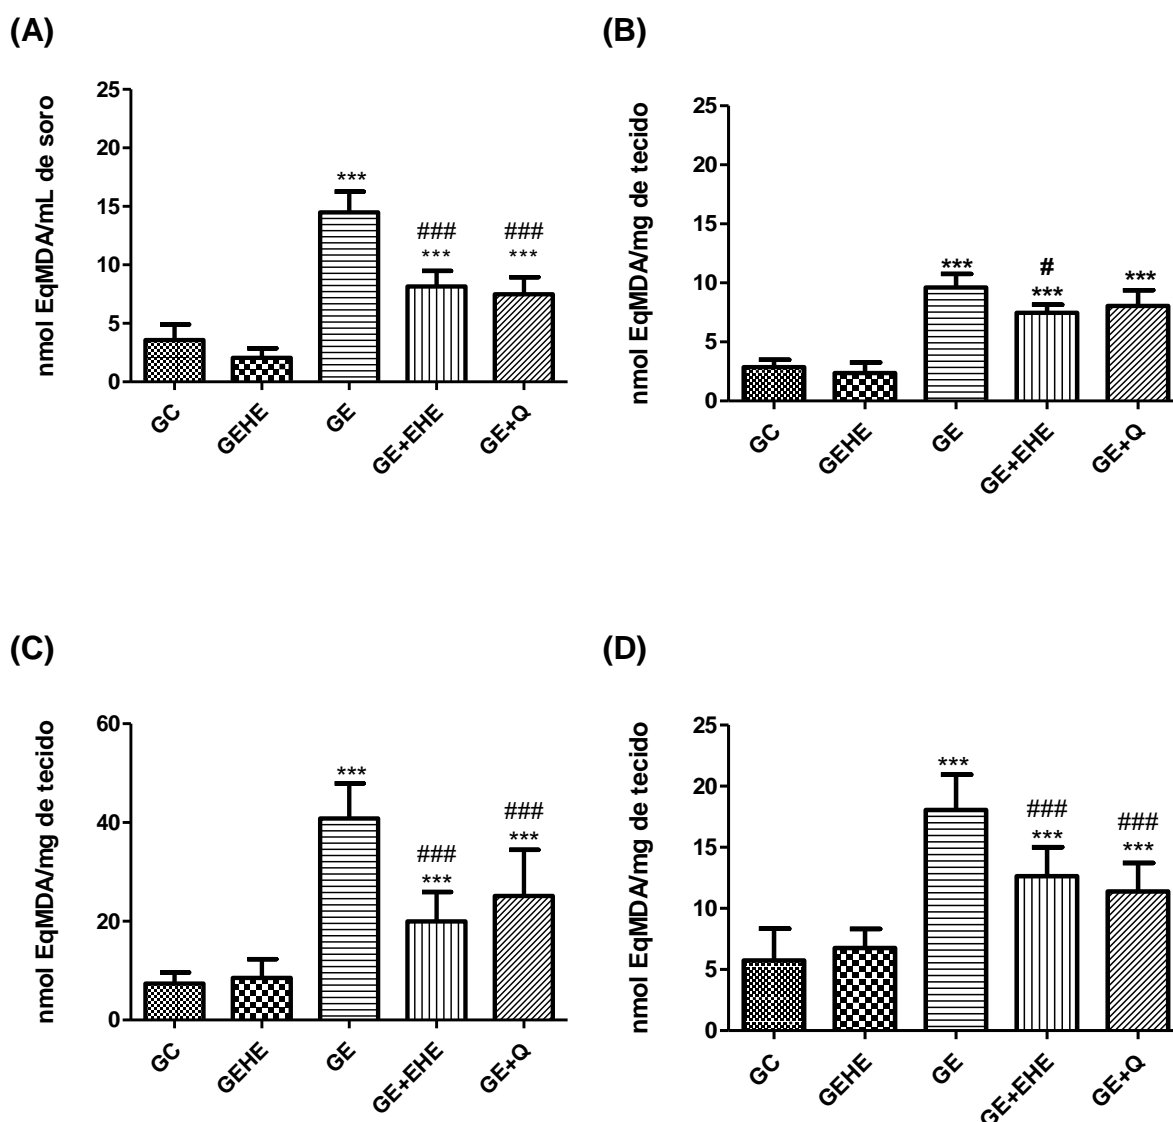 (A)
nmol EqMDA/mL de soro
25
20
15
10
5
0
***
###
***
###
***
GC
GEHE
GE
GE+EHE
GE+Q
(B)
nmol EqMDA/mg de tecido
25
20
15
10
5
0
***
#
***
***
GC
GEHE
GE
GE+EHE
GE+Q
(C)
nmol EqMDA/mg de tecido
60
40
20
0
***
###
***
###
***
GC
GEHE
GE
GE+EHE
GE+Q
(D)
nmol EqMDA/mg de tecido
25
20
15
10
5
0
***
###
***
###
***
GC
GEHE
GE
GE+EHE
GE+Q